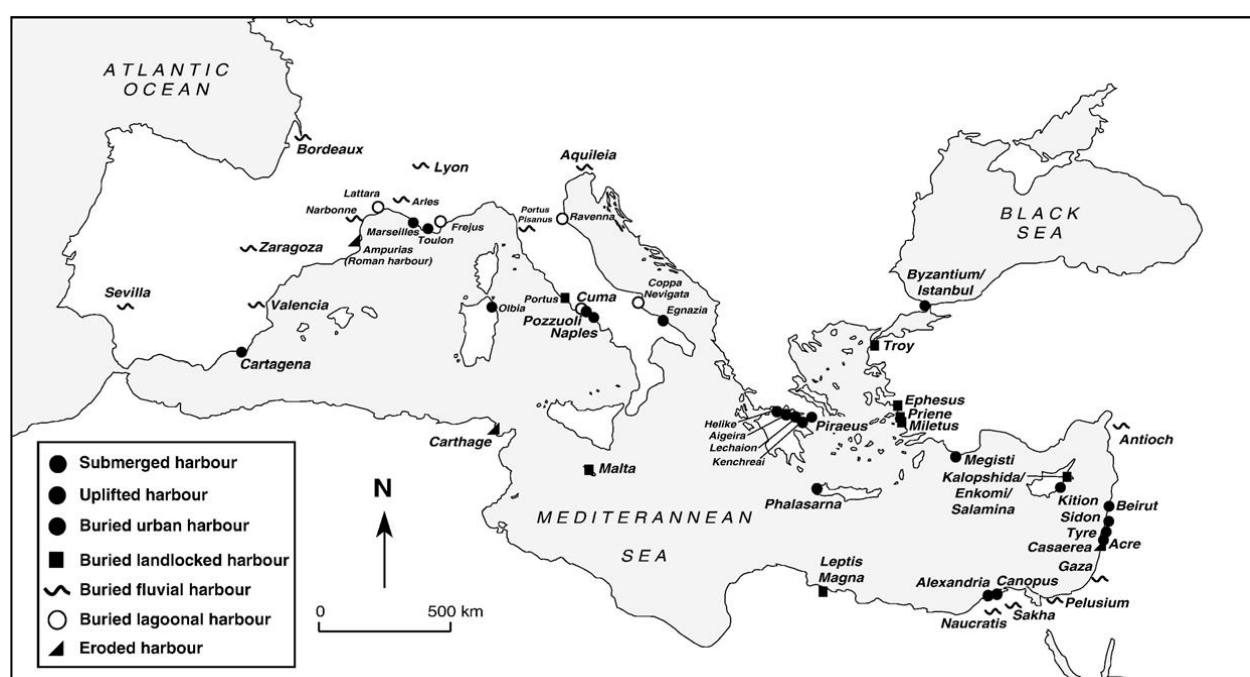 ATLANTIC
OCEAN
Bordeaux
Lyon
Aquileia
Lattara
Arles
Narbonne
Marseilles
Toulon
Frejus
Portus
Pisanus
Ravenna
Zaragoza
Ampurias
(Roman harbour)
BLACK
SEA
Sevilla
Valencia
Cartagena
Olbia
Portus
Cuma
Pozzuoli
Naples
Coppa
Nevigata
Egnazia
Byzantium/
Istanbul
Troy
Ephesus
Priene
Miletus
Helike
Aigeira
Lechaion
Kenchreai
Piraeus
Carthage
Malta
Antioch
Megisti
Kalopshida/
Enkomi/
Salamina
Kition
Phalasarna
Beirut
Sidon
Tyre
Acre
Casaerea
Gaza
MEDITERANNEAN
SEA
Leptis
Magna
Alexandria
Canopus
Pelusium
Sakha
Naucratis
Submerged harbour
Uplifted harbour
Buried urban harbour
Buried landlocked harbour
Buried fluvial harbour
Buried lagoonal harbour
Eroded harbour
N
0 500 km